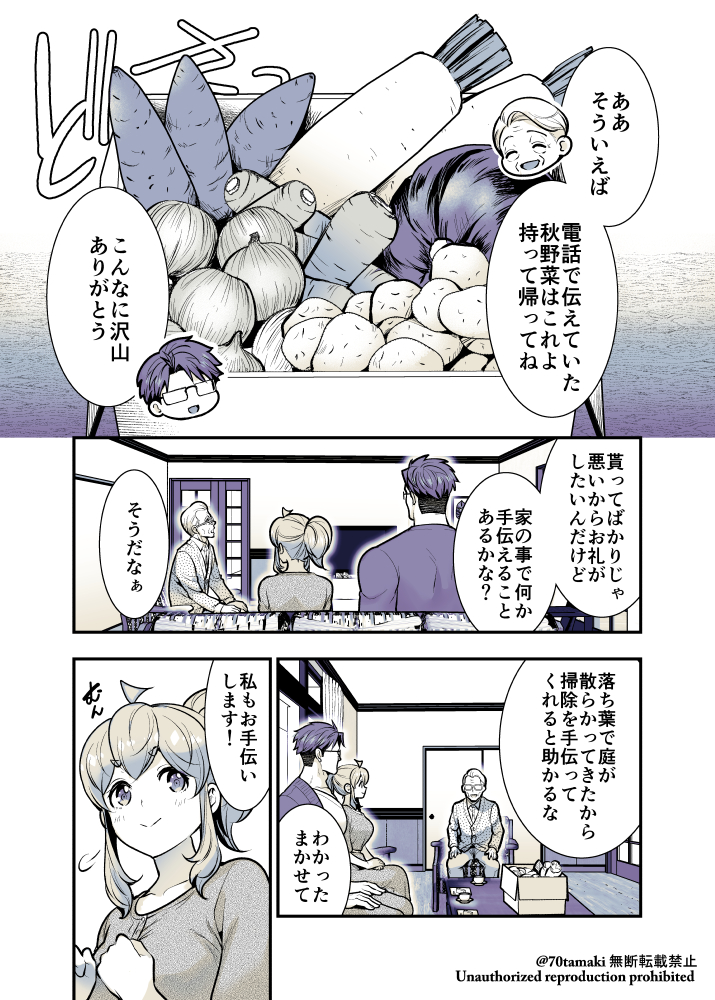 どさっ
ああ
そういえば
電話で伝えていた
秋野菜はこれよ
持って帰ってね
こんなに沢山
ありがとう
貰ってばかりじゃ
悪いからお礼が
したいんだけど
家の事で何か
手伝えること
あるかな?
そうだなぁ
落ち葉で庭が
散らかってきたから
掃除を手伝って
くれると助かるな
わかった
まかせて
私もお手伝い
します!
むん
@70tamaki 無断転載禁止
Unauthorized reproduction prohibited